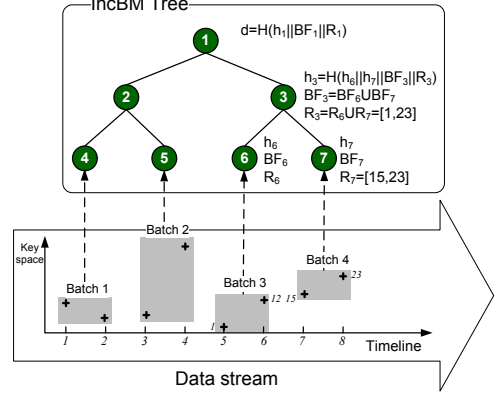 IncBM Tree
d=H(h1||BF1||R1)
1
2
3
h3=H(h6||h7||BF3||R3)
BF3=BF6UBF7
R3=R6UR7=[1,23]
4
5
6
h6
BF6
R6
7
h7
BF7
R7=[15,23]
Key
space
Batch 1
Batch 2
Batch 3
Batch 4
1
12
15
23
1
2
3
4
5
6
7
8
Timeline
Data stream